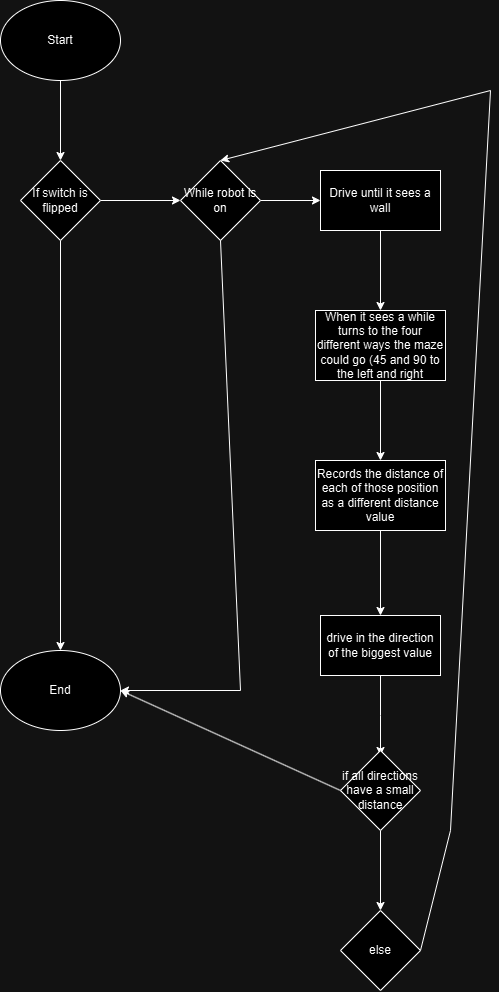 Start
If switch is
flipped
While robot is
on
Drive until it sees a
wall
When it sees a while
turns to the four
different ways the maze
could go (45 and 90 to
the left and right
Records the distance of
each of those position
as a different distance
value
drive in the direction
of the biggest value
End
if all directions
have a small
distance
else